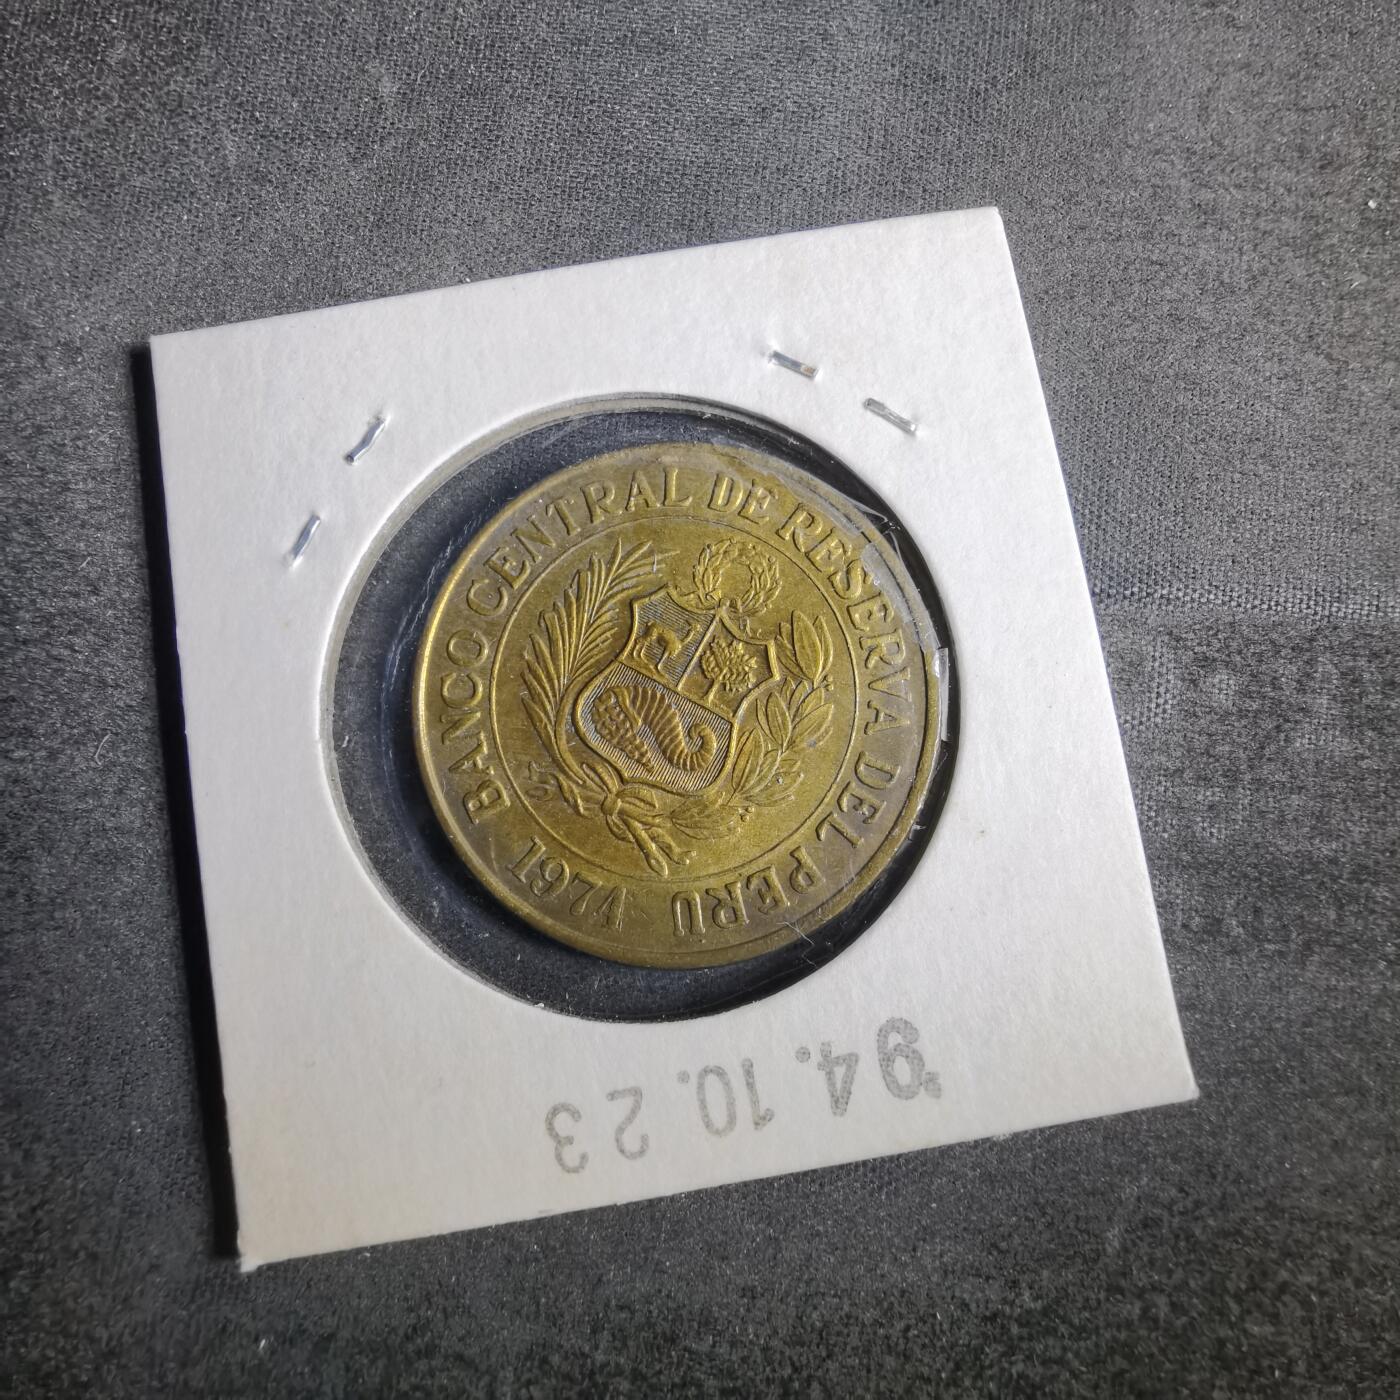 BANCO CENTRAL DE RESERVA DEL PERU
1974
'94.10.23